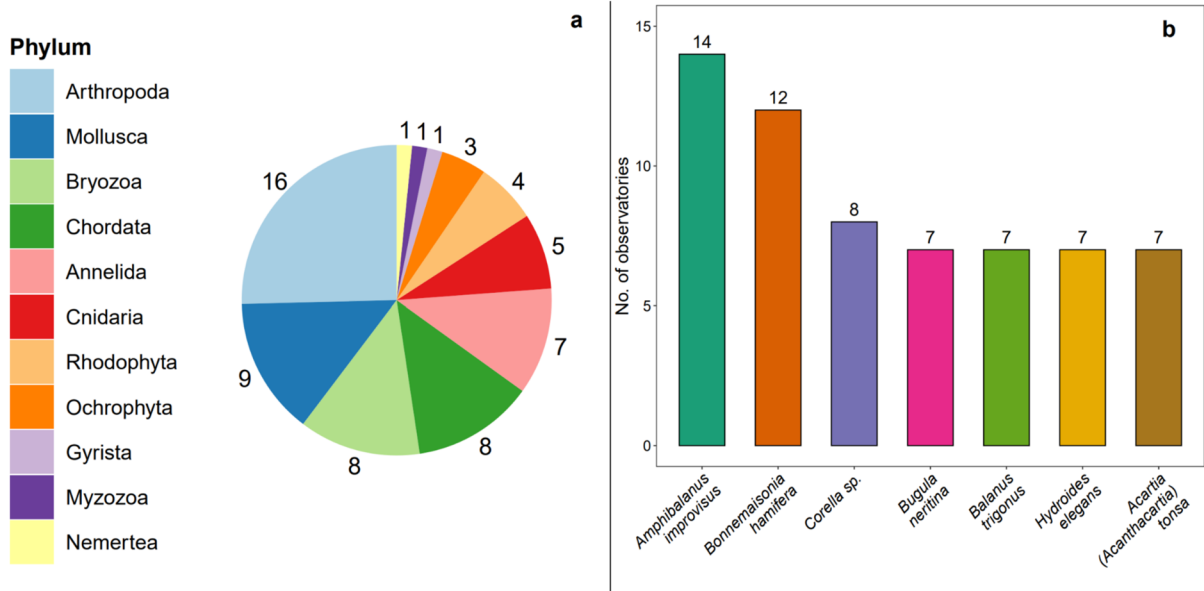 a
Phylum
Arthropoda
Mollusca
Bryozoa
Chordata
Annelida
Cnidaria
Rhodophyta
Ochrophyta
Gyrista
Myzozoa
Nemertea
1
1
1
3
4
5
7
8
8
9
16
b
No. of observatories
15
10
5
0
14
12
8
7
7
7
7
Amphibalanus
improvisus
Bonnemaisonia
hamifera
Corella sp.
Bugula
neritina
Balanus
trigonus
Hydroides
elegans
Acartia
(Acanthacartia)
tonsa